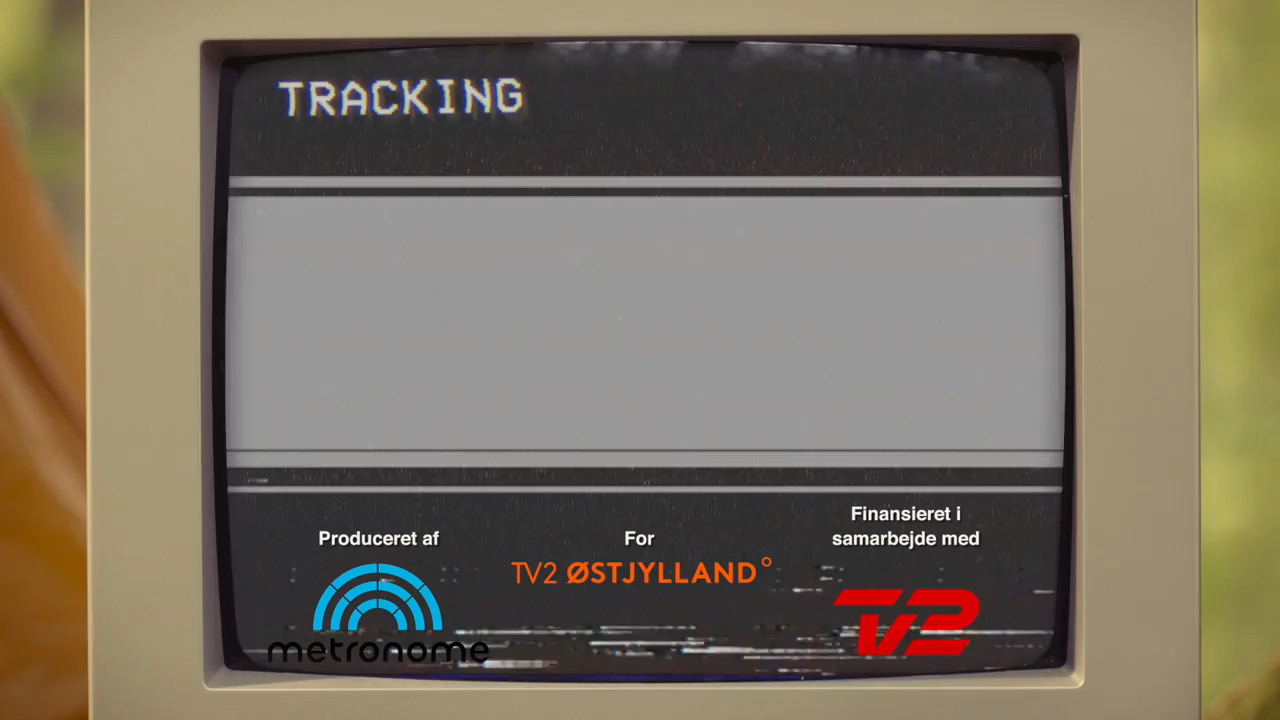 TRACKING
Produceret af
metronome
For
TV2 ØSTJYLLAND°
Finansieret i
samarbejde med
TV2